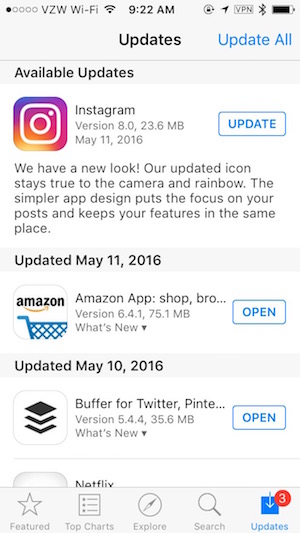 VZW Wi-Fi 9:22 AM VPN
Updates Update All
Available Updates
Instagram
Version 8.0, 23.6 MB
May 11, 2016
UPDATE
We have a new look! Our updated icon
stays true to the camera and rainbow. The
simpler app design puts the focus on your
posts and keeps your features in the same
place.
Updated May 11, 2016
amazon
Amazon App: shop, bro...
Version 6.4.1, 75.1 MB
What's New ▾
OPEN
Updated May 10, 2016
Buffer for Twitter, Pinte...
Version 5.4.4, 35.6 MB
What's New ▾
OPEN
Netflix
3
Featured Top Charts Explore Search Updates